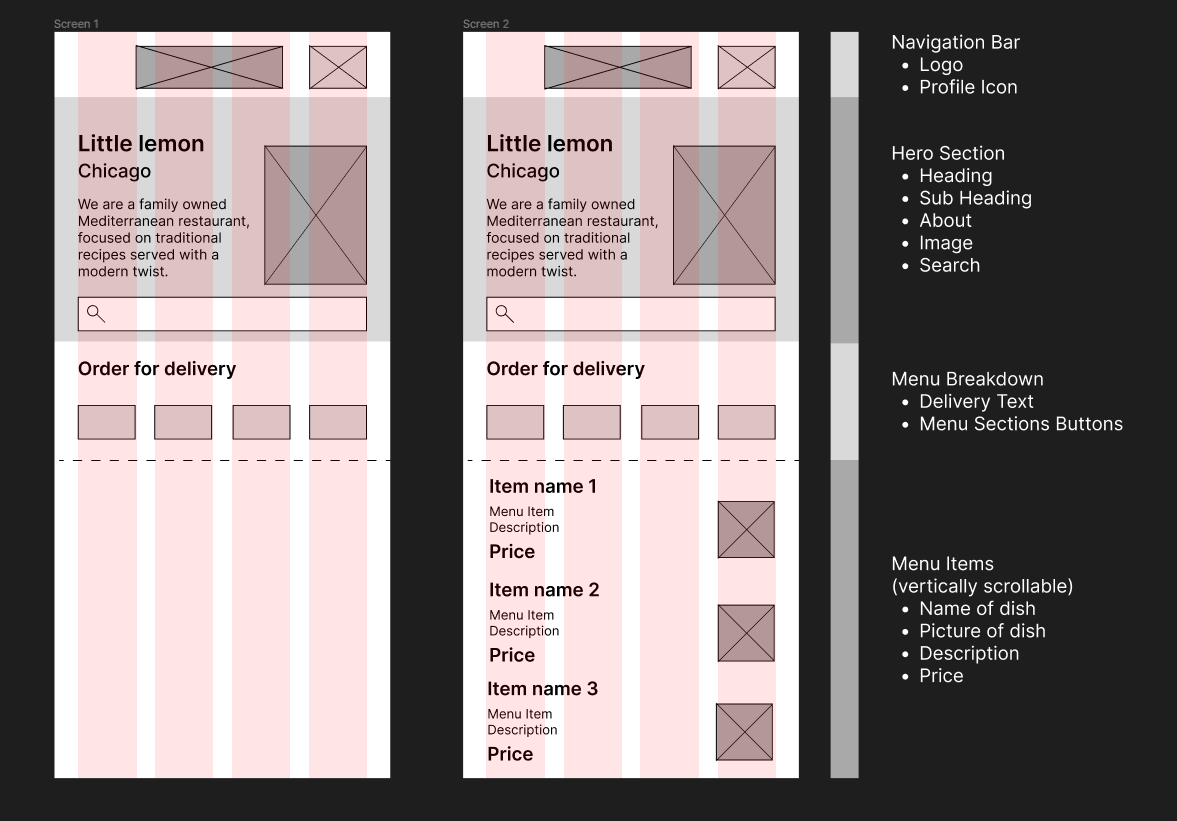 Screen 1
Little lemon
Chicago
We are a family owned
Mediterranean restaurant,
focused on traditional
recipes served with a
modern twist.
Order for delivery
Screen 2
Little lemon
Chicago
We are a family owned
Mediterranean restaurant,
focused on traditional
recipes served with a
modern twist.
Order for delivery
Item name 1
Menu Item
Description
Price
Item name 2
Menu Item
Description
Price
Item name 3
Menu Item
Description
Price
Navigation Bar
• Logo
• Profile Icon
Hero Section
• Heading
• Sub Heading
• About
• Image
• Search
Menu Breakdown
• Delivery Text
• Menu Sections Buttons
Menu Items
(vertically scrollable)
• Name of dish
• Picture of dish
• Description
• Price